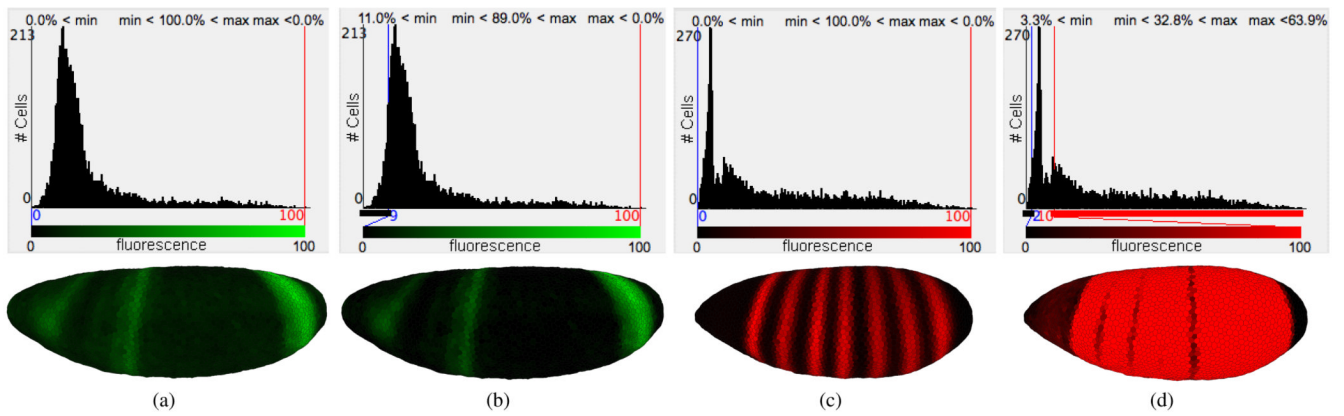 0.0% < min min < 100.0% < max max <0.0%
213
# Cells
0
0 100
0 fluorescence 100
(a)
11.0% < min min < 89.0% < max max < 0.0%
213
# Cells
0
9 100
0 fluorescence 100
(b)
0.0% < min min < 100.0% < max max < 0.0%
270
# Cells
0
0 100
0 fluorescence 100
(c)
3.3% < min min < 32.8% < max max <63.9%
270
# Cells
0
2 10
0 fluorescence 100
(d)